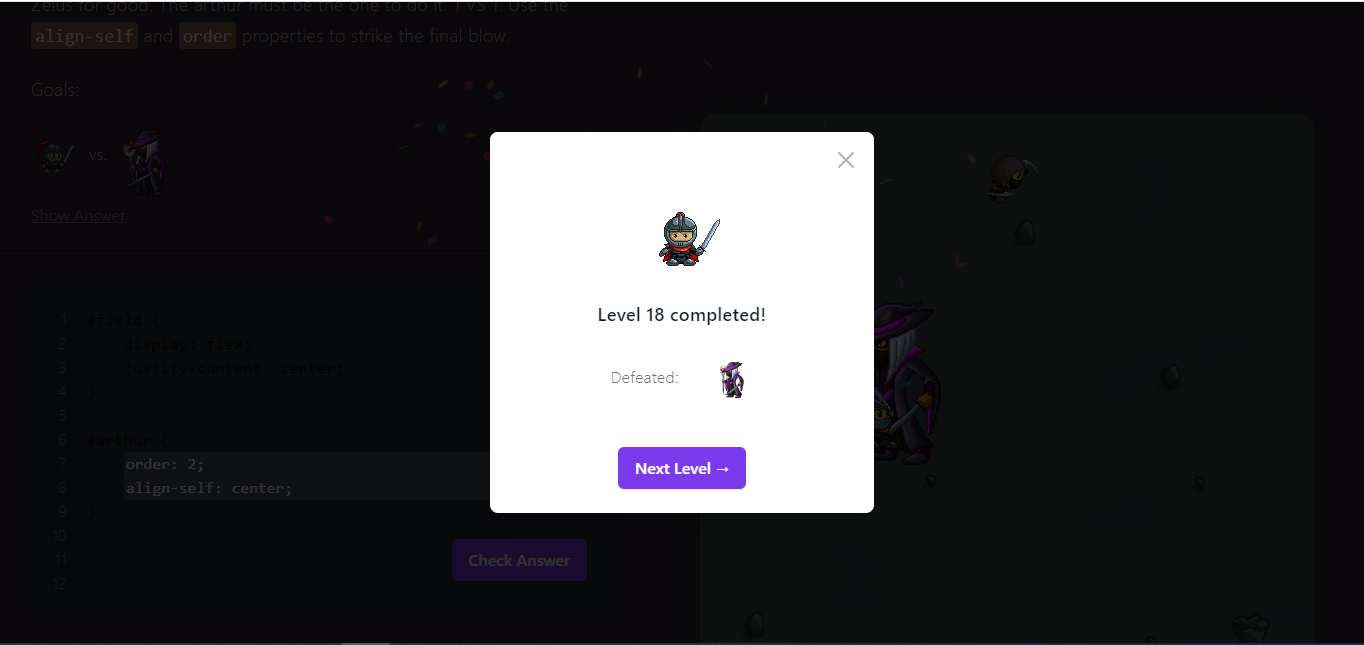 Zelus for good. The arthur must be the one to do it. 1 VS 1. Use the
align-self and order properties to strike the final blow.
Goals:
vs.
Show Answer
1 #field {
2 display: flex;
3 justify-content: center;
4 }
5
6 #arthur {
7 order: 2;
8 align-self: center;
9 }
10
11
12
Check Answer
Level 18 completed!
Defeated:
Next Level →